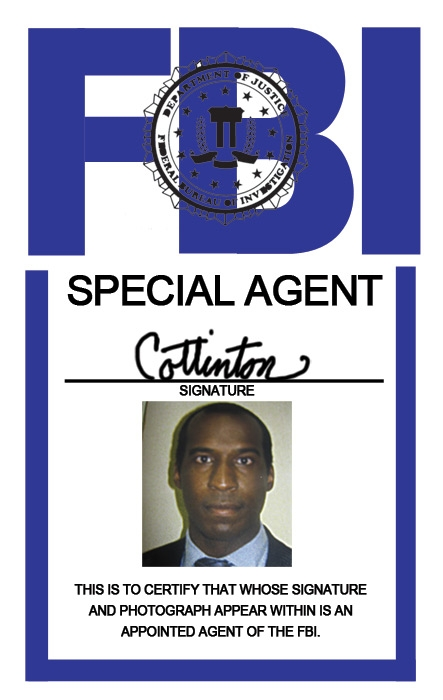 FBI
DEPARTMENT OF JUSTICE
FEDERAL BUREAU OF INVESTIGATION
SPECIAL AGENT
Cottinton
SIGNATURE
THIS IS TO CERTIFY THAT WHOSE SIGNATURE
AND PHOTOGRAPH APPEAR WITHIN IS AN
APPOINTED AGENT OF THE FBI.